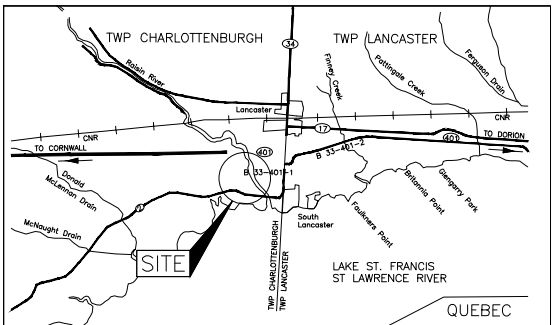 TWP CHARLOTTENBURGH
34
TWP LANCASTER
Raisin River
Finney Creek
Pattingale Creek
Ferguson Drain
Lancaster
CNR
CNR
17
401
TO DORION
TO CORNWALL
401
B 33-401-2
B 33-401-1
Donald
McLennan Drain
McNaught Drain
South
Lancaster
Faulkners Point
Britannia Point
Glengarry Park
SITE
TWP CHARLOTTENBURGH
TWP LANCASTER
LAKE ST. FRANCIS
ST LAWRENCE RIVER
QUEBEC